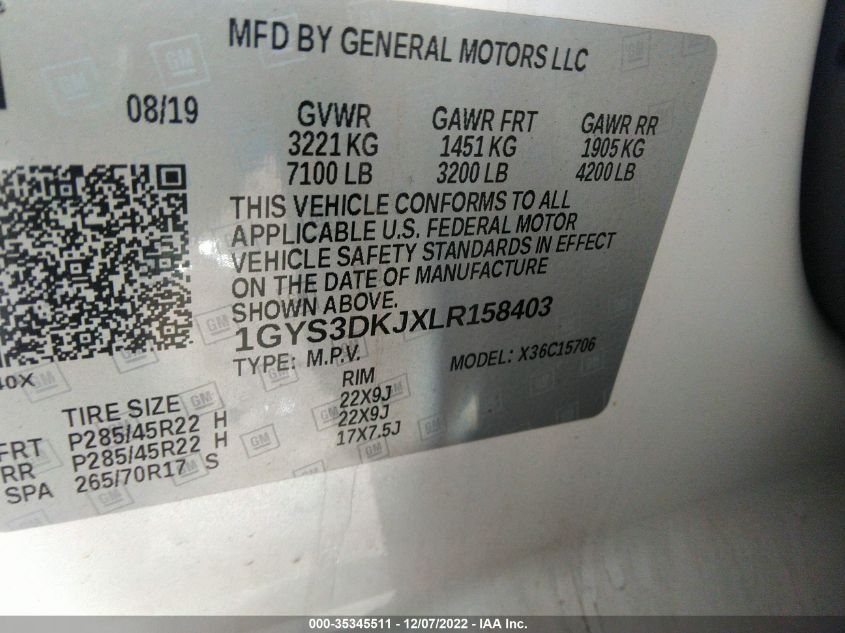 MFD BY GENERAL MOTORS LLC
08/19 GVWR GAWR FRT GAWR RR
3221 KG 1451 KG 1905 KG
7100 LB 3200 LB 4200 LB
THIS VEHICLE CONFORMS TO ALL
APPLICABLE U.S. FEDERAL MOTOR
VEHICLE SAFETY STANDARDS IN EFFECT
ON THE DATE OF MANUFACTURE
SHOWN ABOVE.
1GYS3DKJXLR158403
TYPE: M.P.V. MODEL: X36C15706
40X
TIRE SIZE RIM
FRT P285/45R22 H 22X9J
RR P285/45R22 H 22X9J
SPA 265/70R17 S 17X7.5J
GM
000-35345511 - 12/07/2022 - IAA Inc.